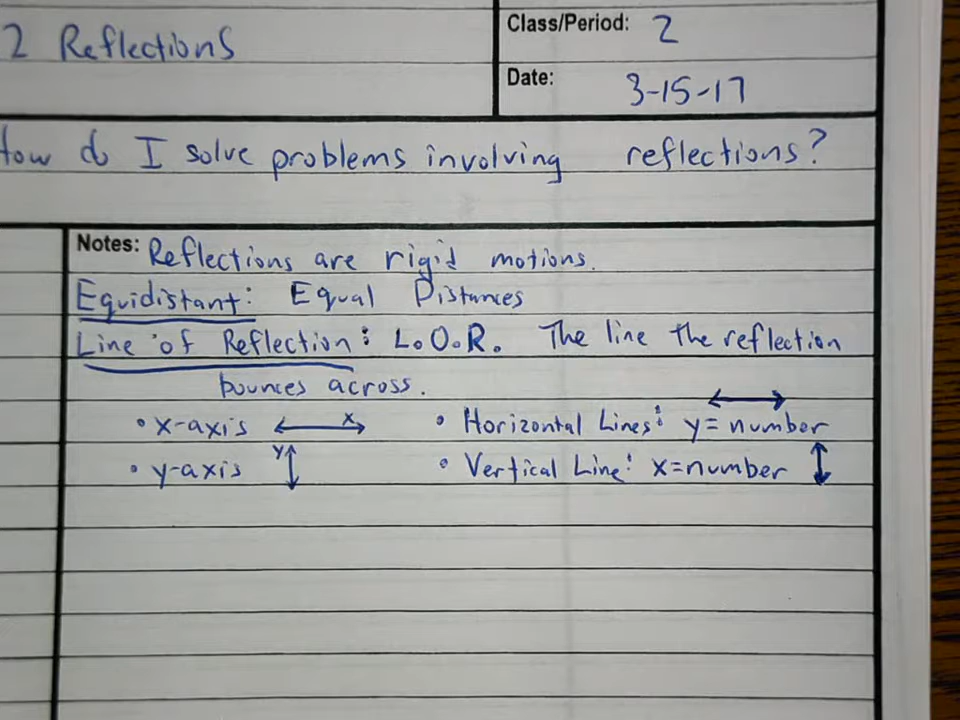 2 Reflections
Class/Period: 2
Date: 3-15-17
How do I solve problems involving reflections?
Notes: Reflections are rigid motions.
Equidistant: Equal Distances
Line of Reflection: L.O.R. The line the reflection
bounces across.
• x-axis x • Horizontal Lines: y= number
• y-axis y • Vertical Line: x=number